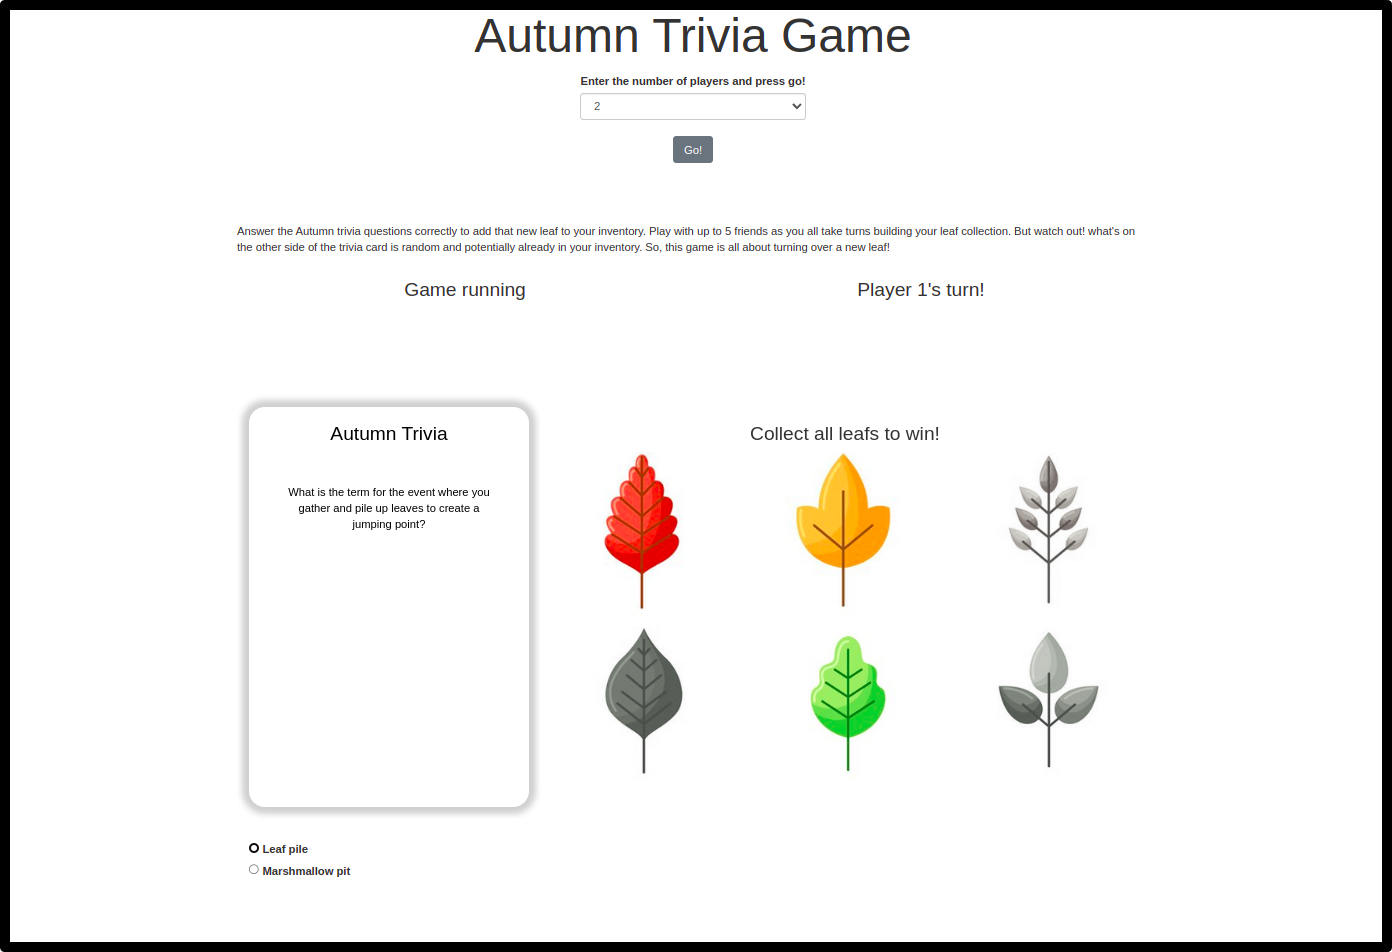 Autumn Trivia Game
Enter the number of players and press go!
2
Go!
Answer the Autumn trivia questions correctly to add that new leaf to your inventory. Play with up to 5 friends as you all take turns building your leaf collection. But watch out! what's on
the other side of the trivia card is random and potentially already in your inventory. So, this game is all about turning over a new leaf!
Game running
Player 1's turn!
Autumn Trivia
What is the term for the event where you
gather and pile up leaves to create a
jumping point?
Collect all leafs to win!
Leaf pile
Marshmallow pit